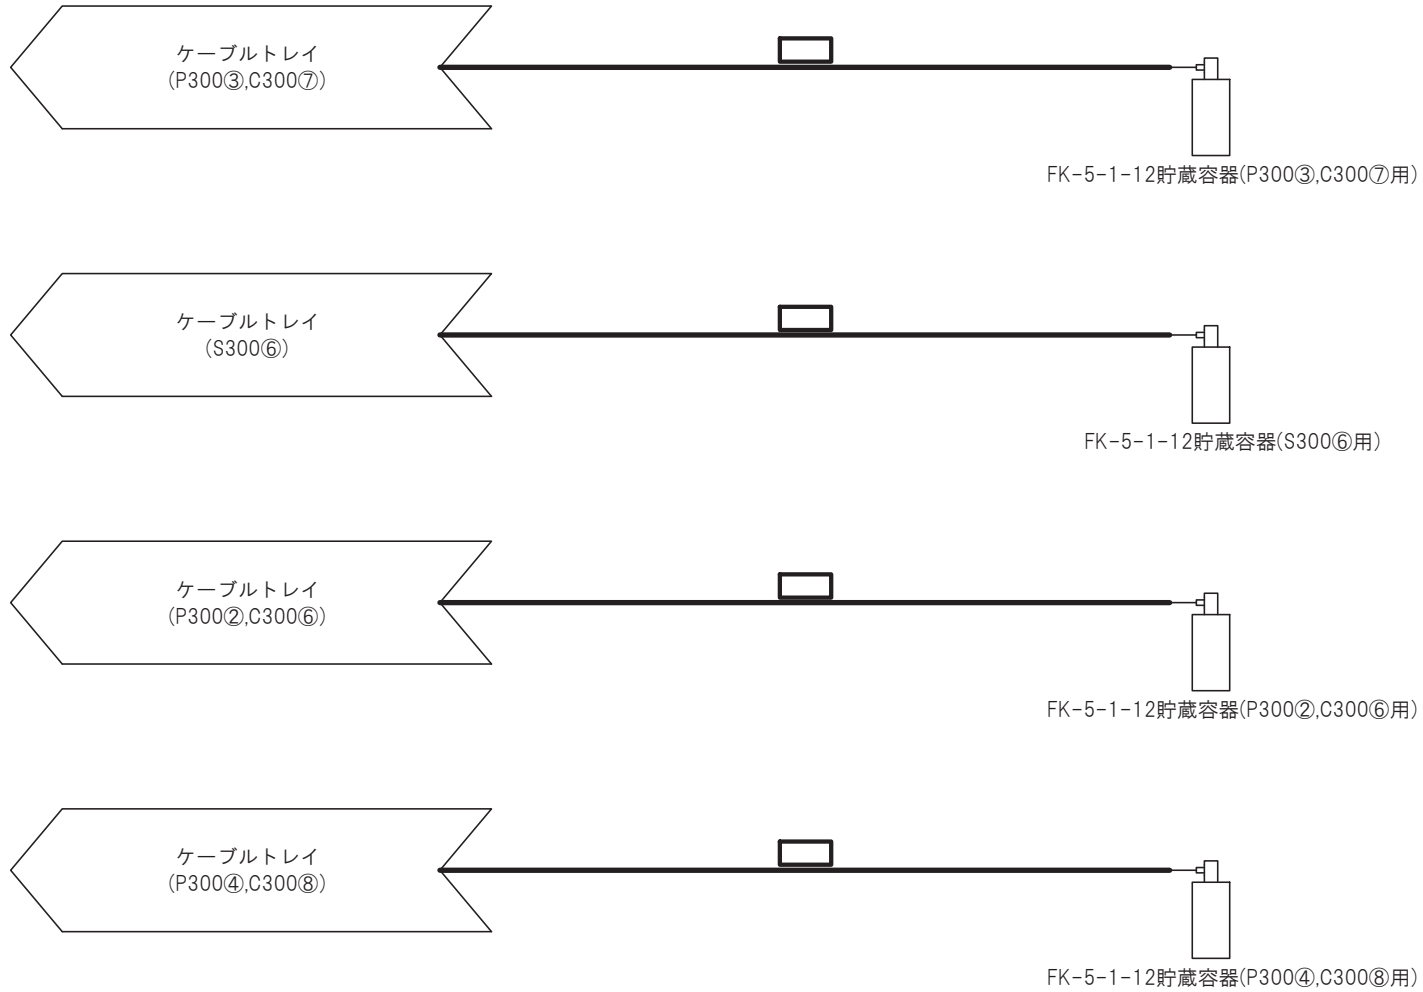 ケーブルトレイ
(P300③,C300⑦)
FK-5-1-12貯蔵容器(P300③,C300⑦用)
ケーブルトレイ
(S300⑥)
FK-5-1-12貯蔵容器(S300⑥用)
ケーブルトレイ
(P300②,C300⑥)
FK-5-1-12貯蔵容器(P300②,C300⑥用)
ケーブルトレイ
(P300④,C300⑧)
FK-5-1-12貯蔵容器(P300④,C300⑧用)